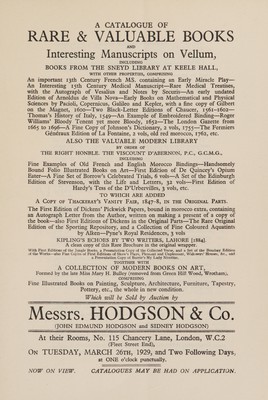 A CATALOGUE OF
RARE & VALUABLE BOOKS
AND
Interesting Manuscripts on Vellum,
INCLUDING
BOOKS FROM THE SNEYD LIBRARY AT KEELE HALL,
WITH OTHER PROPERTIES, COMPRISING
An important 13th Century French MS. containing an Early Miracle Play—
An Interesting 15th Century Medical Manuscript—Rare Medical Treatises,
with the Autograph of Vesalius and Notes by Servetus—An early undated
Edition of Arnoldus de Villa Nova—Early Books on Mathematical and Physical
Sciences by Pacioli, Copernicus, Galileo and Kepler, with a fine copy of Gilbert
on the Magnet, 1600—Two Black-Letter Editions of Chaucer, 1561-1602—
Thomas's History of Italy, 1549—An Example of Embroidered Binding—Roger
Williams' Bloody Tenent yet more Bloody, 1652—The London Gazette from
1665 to 1696—A Fine Copy of Johnson's Dictionary, 2 vols, 1755—The Fermiers
Généraux Edition of La Fontaine, 2 vols, old red morocco, 1762, etc.
ALSO THE VALUABLE MODERN LIBRARY
BY ORDER OF
THE RIGHT HONBLE. THE VISCOUNT D'ABERNON, P.C., G.C.M.G.,
INCLUDING
Fine Examples of Old French and English Morocco Bindings—Handsomely
Bound Folio Illustrated Books on Art—First Edition of De Quincey's Opium
Eater—A Fine Set of Borrow's Celebrated Trials, 6 vols—A Set of the Edinburgh
Edition of Stevenson, with the Life and Letters, 32 vols—First Edition of
Hardy's Tess of the D'Urbervilles, 3 vols, etc.
TO WHICH ARE ADDED
A COPY OF THACKERAY'S VANITY FAIR, 1847-8, IN THE ORIGINAL PARTS.
The First Edition of Dickens' Pickwick Papers, bound in morocco extra, containing
an Autograph Letter from the Author, written on making a present of a copy of
the book—also First Editions of Dickens in the Original Parts—The Rare Original
Edition of the Sporting Repository, and a Collection of Fine Coloured Aquatints
by Alken—Pyne's Royal Residences, 3 vols
KIPLING'S ECHOES BY TWO WRITERS, LAHORE [1884],
A clean copy of this Rare Brochure in the original wrapper
TOGETHER WITH
A COLLECTION OF MODERN BOOKS ON ART,
Formed by the late Miss Mary H. Bulley (removed from Green Hill Wood, Westham),
COMPRISING
Fine Illustrated Books on Painting, Sculpture, Architecture, Furniture, Tapestry,
Pottery, etc., the whole in new condition.
Which will be Sold by Auction by
Messrs. HODGSON & Co.
(JOHN EDMUND HODGSON and SIDNEY HODGSON)
At their Rooms, No. 115 Chancery Lane, London, W.C.2
(Fleet Street End),
On TUESDAY, MARCH 26th, 1929, and Two Following Days,
at ONE o'clock punctually.
NOW ON VIEW. CATALOGUES MAY BE HAD ON APPLICATION.